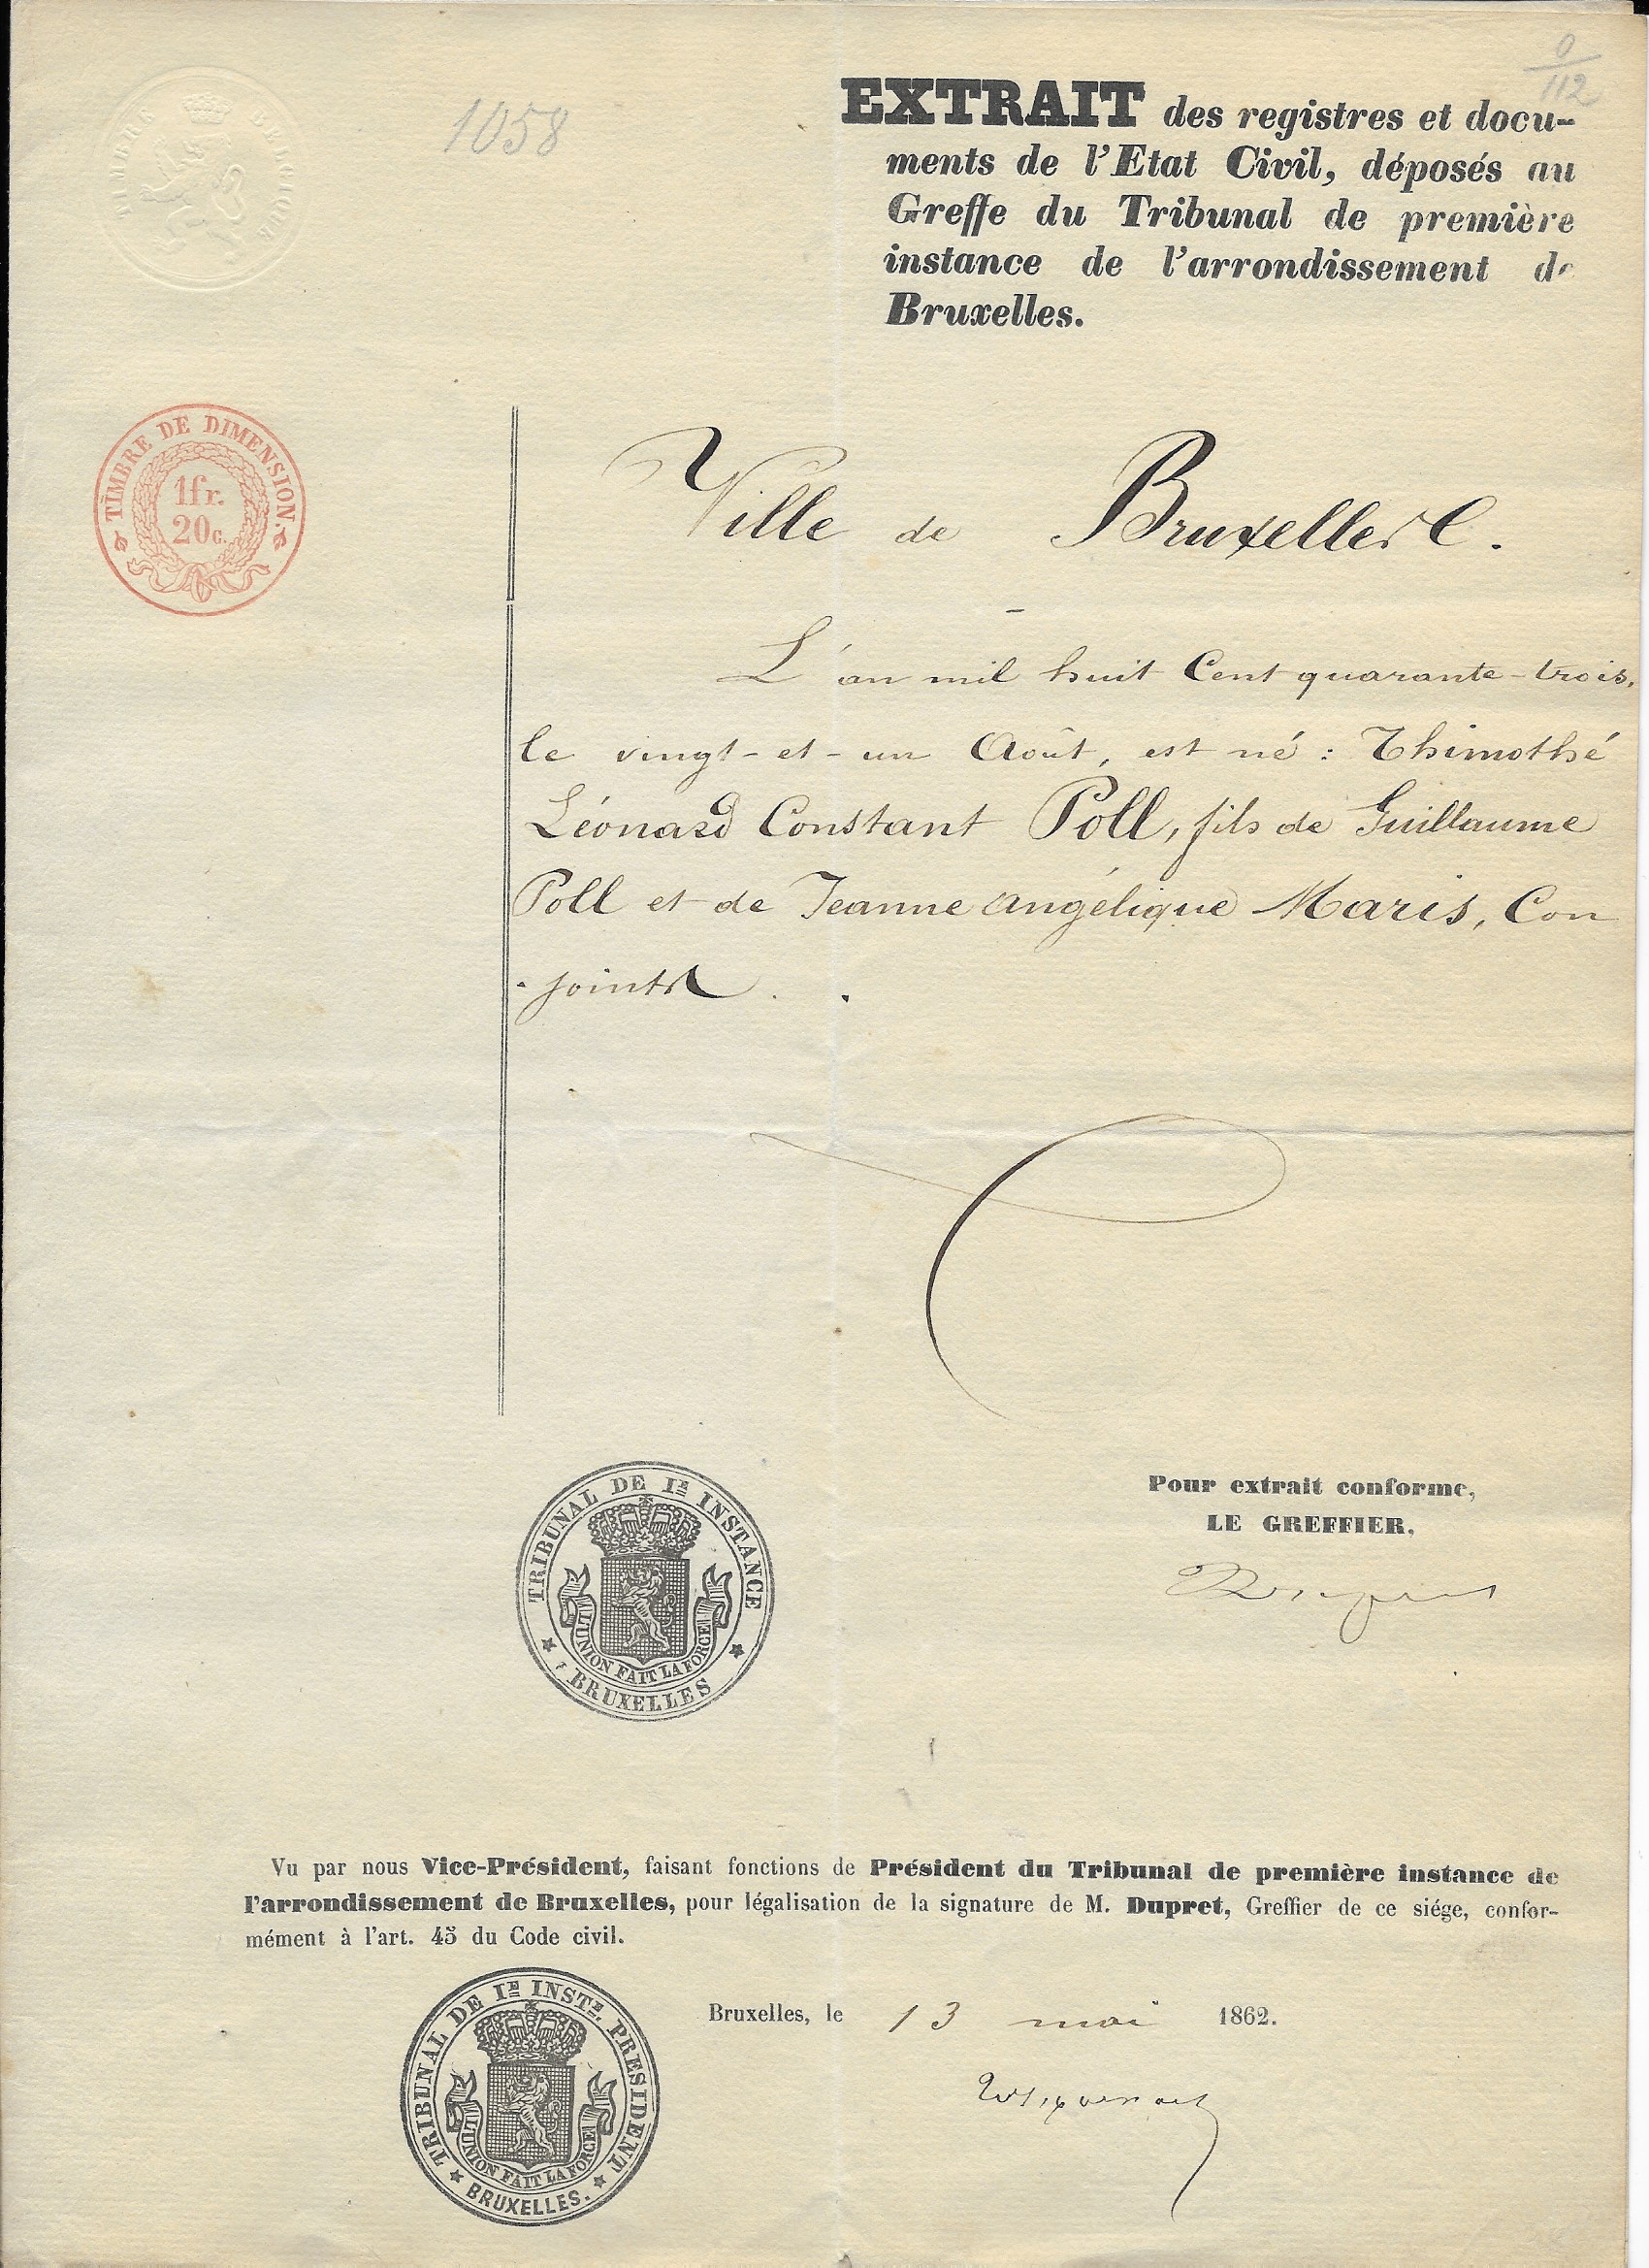 0
112
1058
EXTRAIT des registres et docu-
ments de l'Etat Civil, déposés au
Greffe du Tribunal de première
instance de l'arrondissement de
Bruxelles.
TIMBRE BELGIQUE
TIMBRE DE DIMENSION.
1fr.
20c.
Ville de Bruxelles.
L'an mil huit Cent quarante-trois,
le vingt-et-un Août, est né : Thimothé
Léonard Constant Poll, fils de Guillaume
Poll et de Jeanne Angélique Maris, Con
joints.
TRIBUNAL DE 1RE INSTANCE
L'UNION FAIT LA FORCE
BRUXELLES
Pour extrait conforme,
LE GREFFIER,
Vu par nous Vice-Président, faisant fonctions de Président du Tribunal de première instance de
l'arrondissement de Bruxelles, pour légalisation de la signature de M. Dupret, Greffier de ce siége, confor-
mément à l'art. 45 du Code civil.
Bruxelles, le 13 mai 1862.
TRIBUNAL DE 1RE INSTCE PRESIDENT
L'UNION FAIT LA FORCE
BRUXELLES.